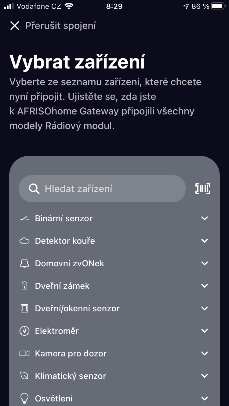 Vodafone CZ
8:29
86 %
Přerušit spojení
Vybrat zařízení
Vyberte ze seznamu zařízení, které chcete
nyní připojit. Ujistěte se, zda jste
k AFRISOhome Gateway připojili všechny
modely Rádiový modul.
Hledat zařízení
Binární senzor
Detektor kouře
Domovní zvONek
Dveřní zámek
Dveřní/okenní senzor
Elektroměr
Kamera pro dozor
Klimatický senzor
Osvětlení